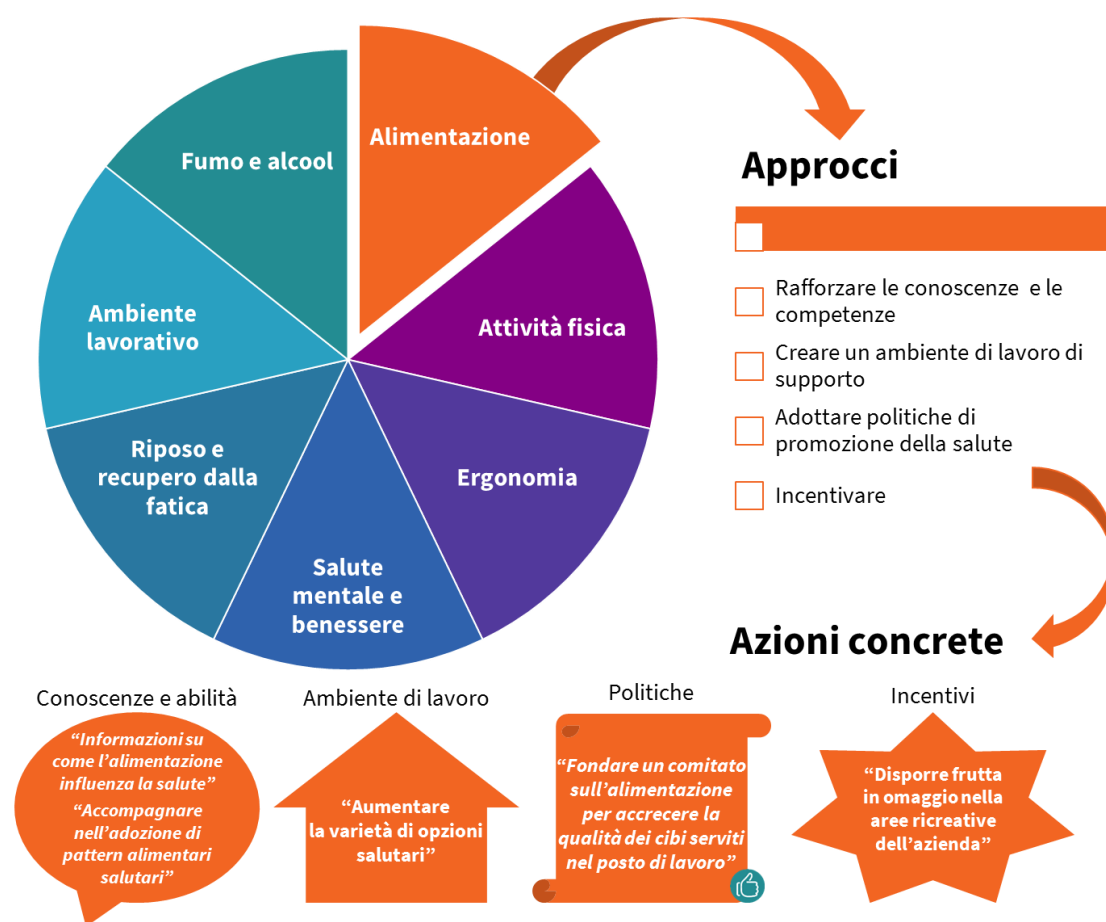 Alimentazione
Fumo e alcool
Approcci
Attività fisica
Ambiente
lavorativo
Rafforzare le conoscenze e le
competenze
Creare un ambiente di lavoro di
supporto
Adottare politiche di
promozione della salute
Incentivare
Riposo e
recupero dalla
fatica
Ergonomia
Salute
mentale e
benessere
Azioni concrete
Conoscenze e abilità
“Informazioni su
come l’alimentazione
influenza la salute”
“Accompagnare
nell’adozione di
pattern alimentari
salutari”
Ambiente di lavoro
“Aumentare
la varietà di opzioni
salutari”
Politiche
“Fondare un comitato
sull’alimentazione
per accrecere la
qualità dei cibi serviti
nel posto di lavoro”
Incentivi
“Disporre frutta
in omaggio nella
aree ricreative
dell’azienda”